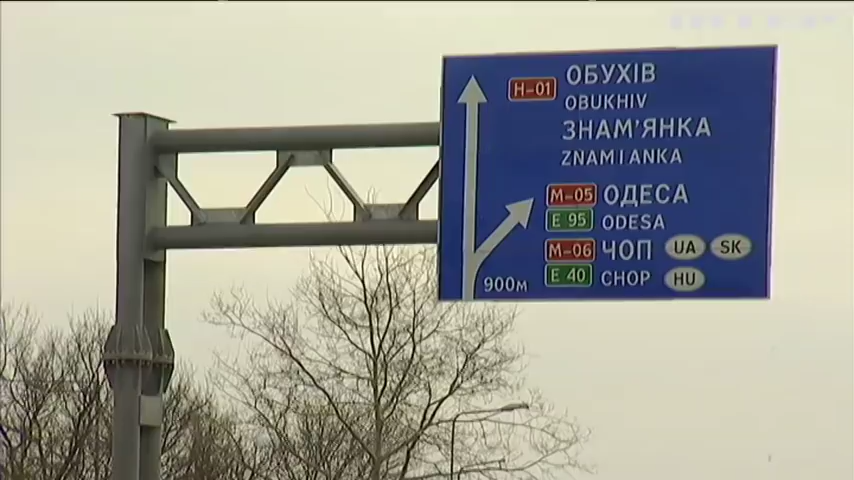 Н-01 ОБУХІВ
OBUKHIV
ЗНАМ'ЯНКА
ZNAMIANKA
М-05 ОДЕСА
E 95 ODESA
М-06 ЧОП UA SK
E 40 CHOP HU
900м